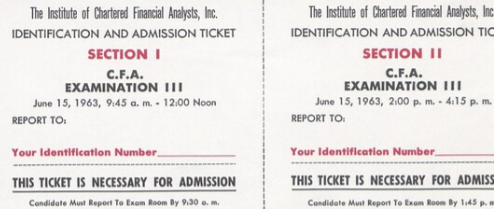 The Institute of Chartered Financial Analysts, Inc.
IDENTIFICATION AND ADMISSION TICKET
SECTION I
C.F.A.
EXAMINATION III
June 15, 1963, 9:45 a. m. - 12:00 Noon
REPORT TO:
Your Identification Number
THIS TICKET IS NECESSARY FOR ADMISSION
Candidate Must Report To Exam Room By 9:30 a. m.
The Institute of Chartered Financial Analysts, Inc
IDENTIFICATION AND ADMISSION TIC
SECTION II
C.F.A.
EXAMINATION III
June 15, 1963, 2:00 p. m. - 4:15 p. m.
REPORT TO:
Your Identification Number
THIS TICKET IS NECESSARY FOR ADMISS
Candidate Must Report To Exam Room By 1:45 p. m